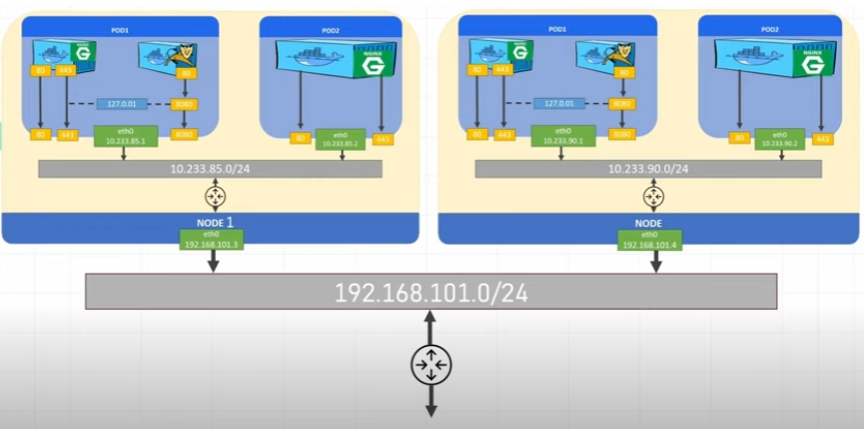 POD1
NGINX
80 443
80
127.0.01
8080
80 443
eth0
10.233.85.1
8080
POD2
NGINX
80
eth0
10.233.85.2
443
10.233.85.0/24
NODE 1
eth0
192.168.101.3
POD1
NGINX
80 443
80
127.0.01
8080
80 443
eth0
10.233.90.1
8080
POD2
NGINX
80
eth0
10.233.90.2
443
10.233.90.0/24
NODE
eth0
192.168.101.4
192.168.101.0/24